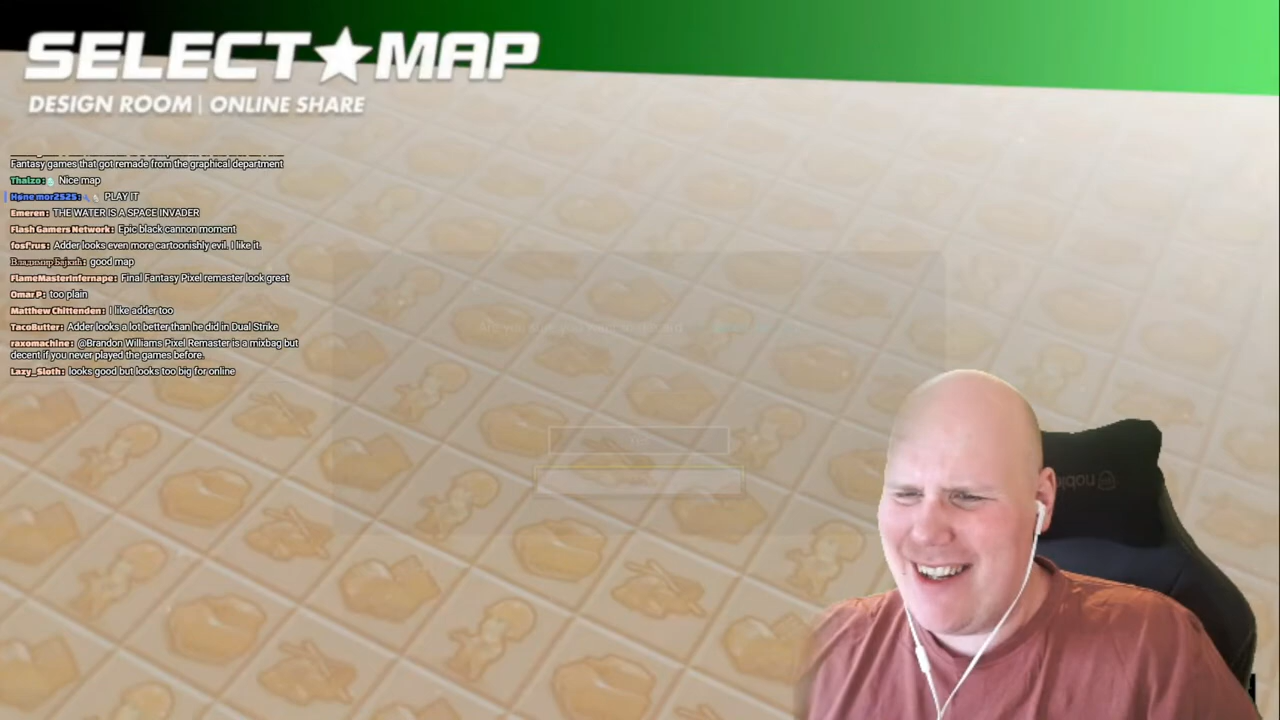 SELECT★MAP
DESIGN ROOM | ONLINE SHARE
Fantasy games that got remade from the graphical department
Thalzo: Nice map
PLAY IT
Emeren: THE WATER IS A SPACE INVADER
Flash Gamers Network: Epic black cannon moment
fosf'rus: Adder looks even more cartoonishly evil. I like it.
good map
FlameMasterInfernape: Final Fantasy Pixel remaster look great
Omar P: too plain
Matthew Chittenden: I like adder too
TacoButter: Adder looks a lot better than he did in Dual Strike
raxomachine: @Brandon Williams Pixel Remaster is a mixbag but
decent if you never played the games before.
Lazy_Sloth: looks good but looks too big for online